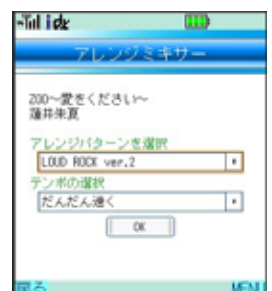 アレンジミキサー
ZOO～愛をください～
蓮井朱夏
アレンジパターンを選択
LOUD ROCK ver.2
テンポの選択
だんだん速く
OK
戻る MENU